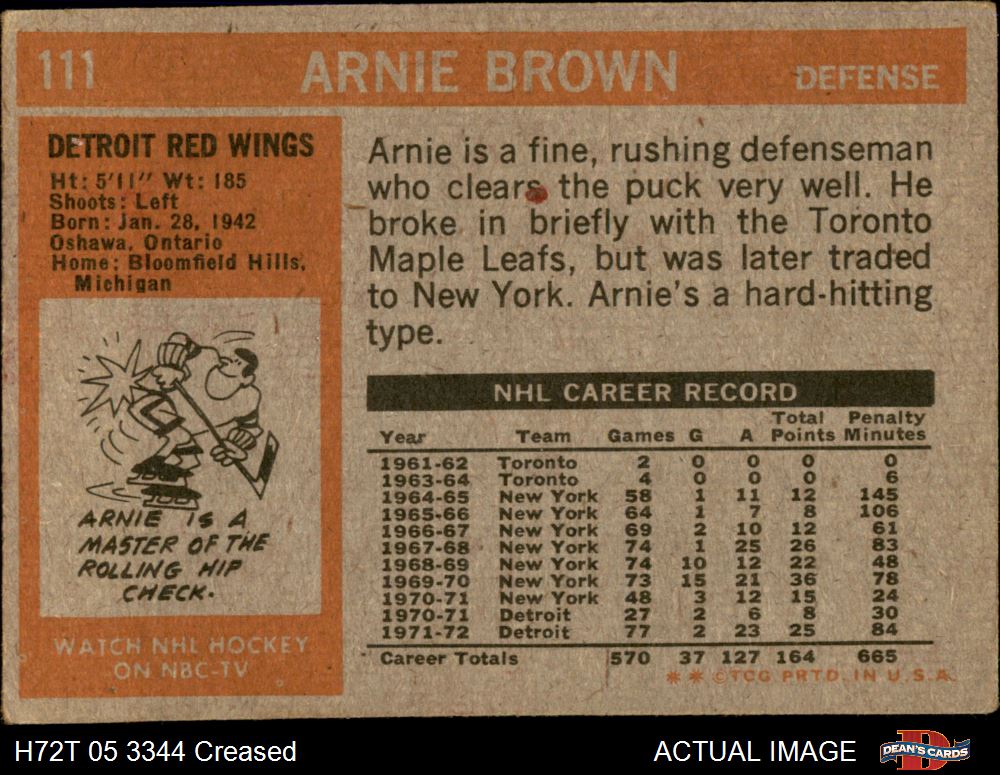 111 ARNIE BROWN DEFENSE
DETROIT RED WINGS
Ht: 5'11" Wt: 185
Shoots: Left
Born: Jan. 28, 1942
Oshawa, Ontario
Home: Bloomfield Hills,
Michigan
ARNIE IS A
MASTER OF THE
ROLLING HIP
CHECK.
WATCH NHL HOCKEY
ON NBC-TV
Arnie is a fine, rushing defenseman
who clears the puck very well. He
broke in briefly with the Toronto
Maple Leafs, but was later traded
to New York. Arnie's a hard-hitting
type.
NHL CAREER RECORD
Total Penalty
Year Team Games G A Points Minutes
1961-62 Toronto 2 0 0 0 0
1963-64 Toronto 4 0 0 0 6
1964-65 New York 58 1 11 12 145
1965-66 New York 64 1 7 8 106
1966-67 New York 69 2 10 12 61
1967-68 New York 74 1 25 26 83
1968-69 New York 74 10 12 22 48
1969-70 New York 73 15 21 36 78
1970-71 New York 48 3 12 15 24
1970-71 Detroit 27 2 6 8 30
1971-72 Detroit 77 2 23 25 84
Career Totals 570 37 127 164 665
* * ©TCG PRTD. IN U.S.A.
H72T 05 3344 Creased ACTUAL IMAGE DEAN'S CARDS